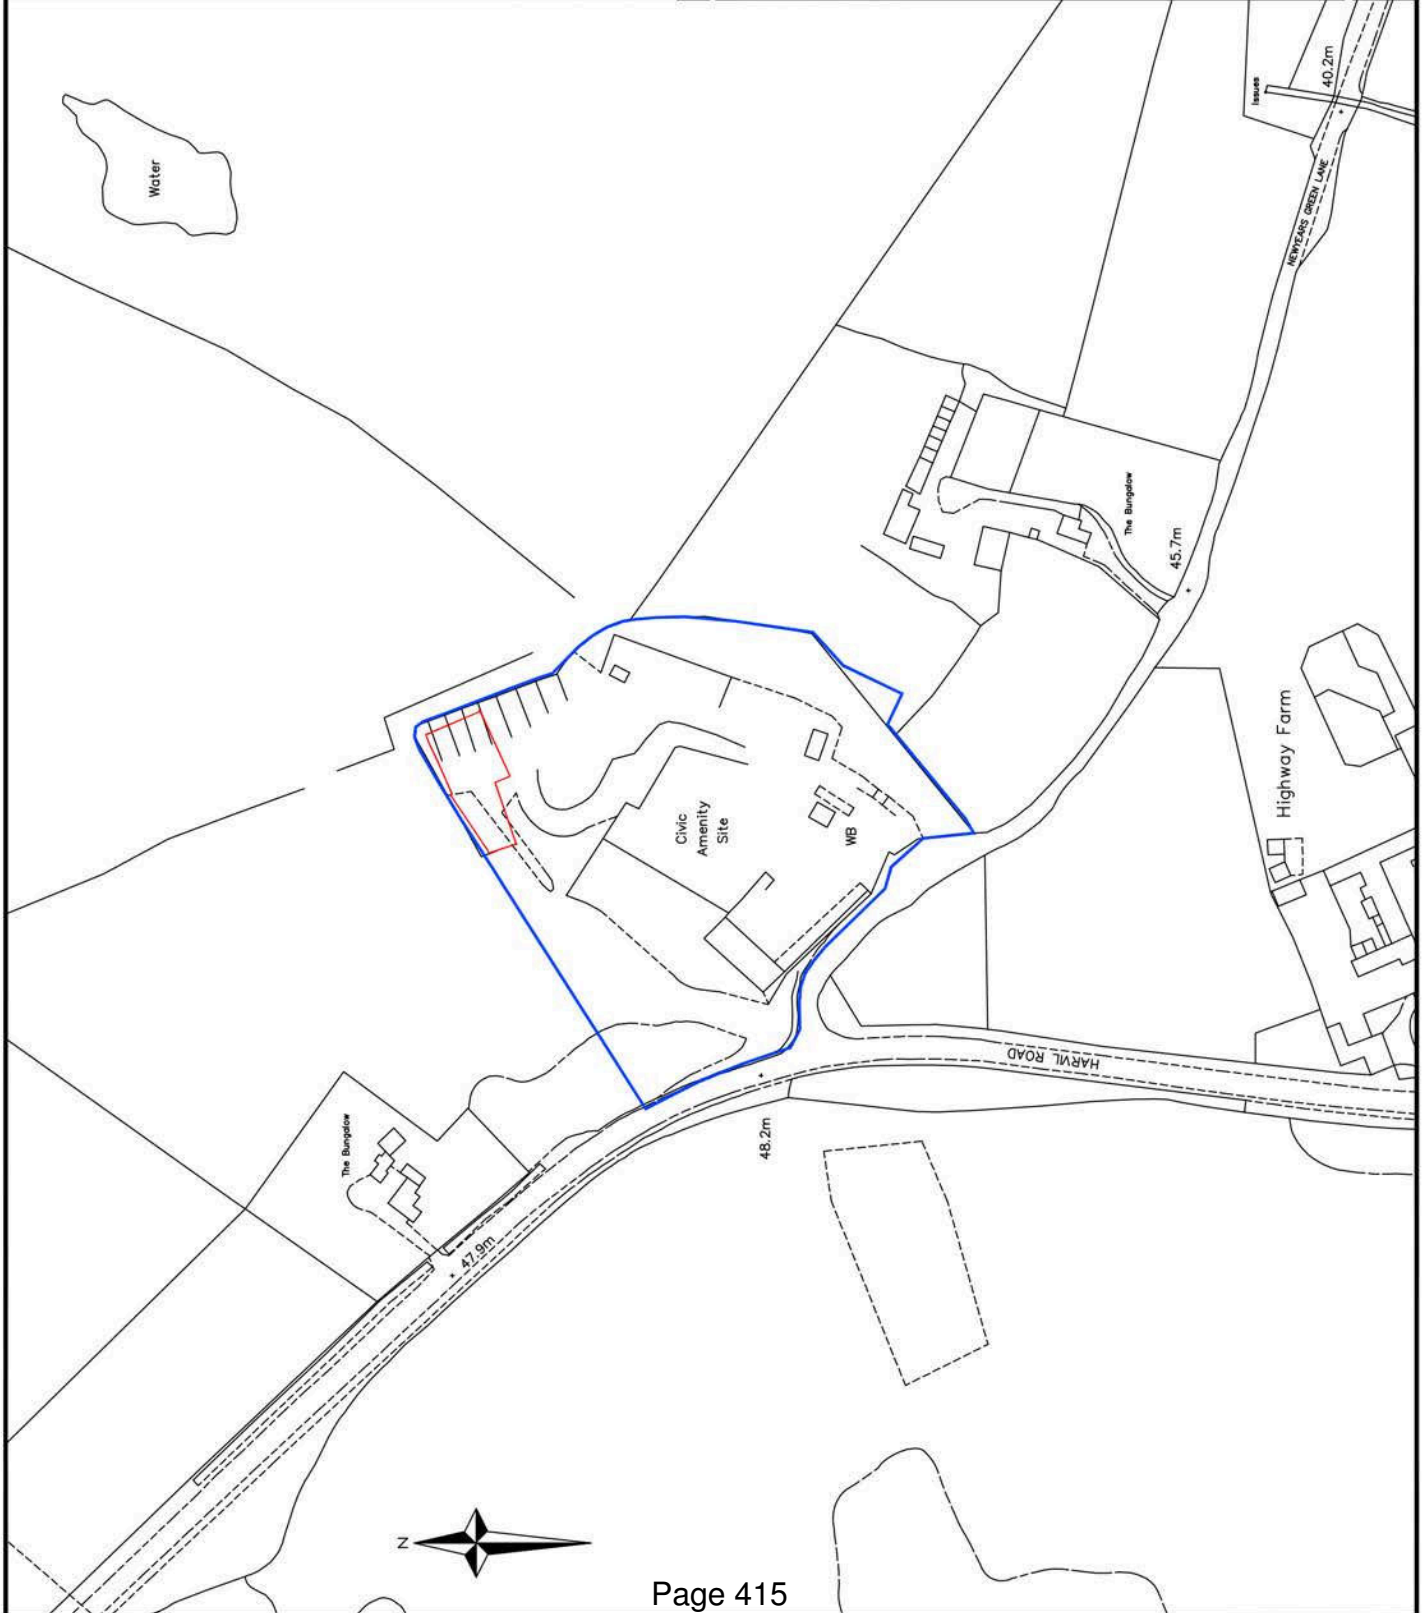 Water
Issues
40.2m
NEWYEARS GREEN LANE
The Bungalow
45.7m
Highway Farm
Civic
Amenity
Site
WB
HARVIL ROAD
48.2m
The Bungalow
47.9m
N
Page 415